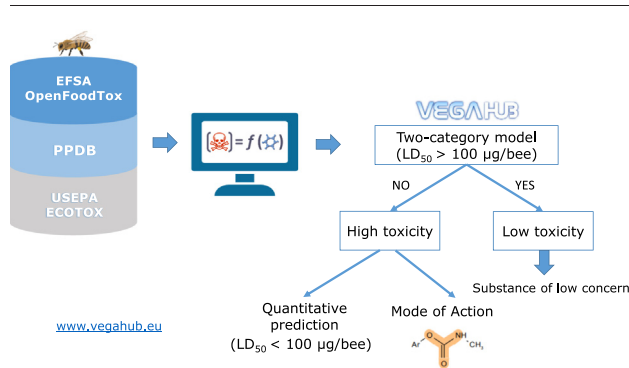 EFSA
OpenFoodTox
PPDB
USEPA
ECOTOX
[☠]=f(⌬)
VEGAHUB
Two-category model
(LD₅₀ > 100 µg/bee)
NO
YES
High toxicity
Low toxicity
Substance of low concern
Quantitative
prediction
(LD₅₀ < 100 µg/bee)
Mode of Action
Ar O NH CH₃
O
www.vegahub.eu